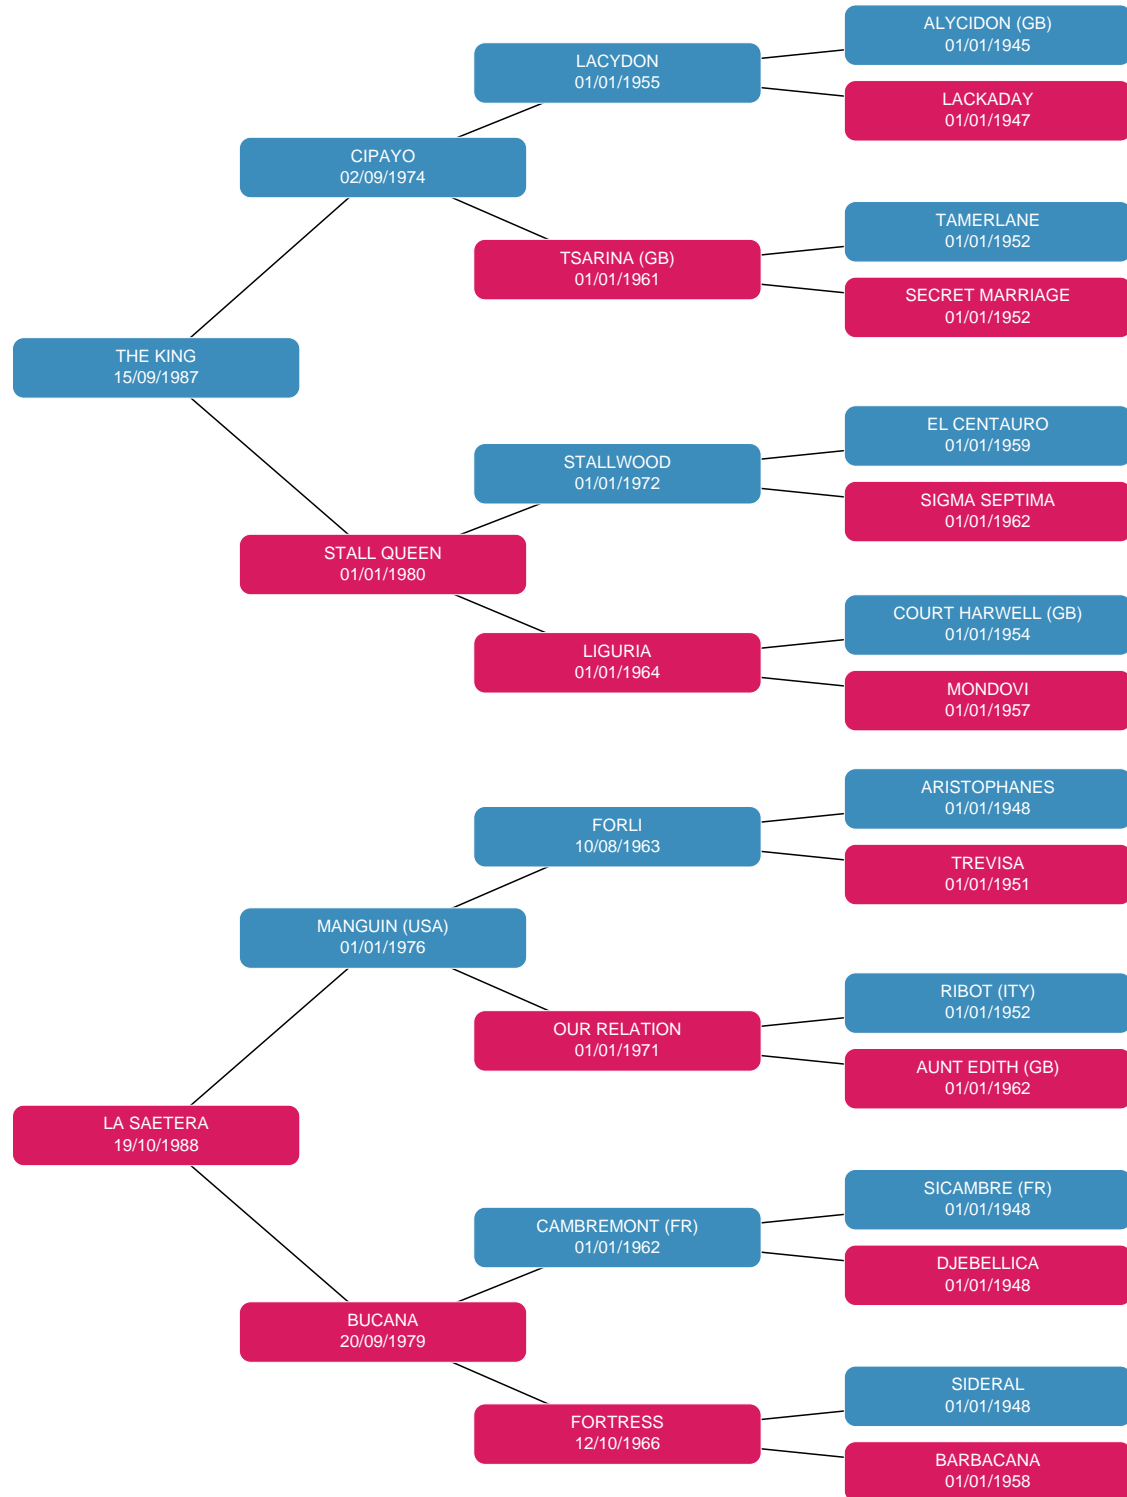 ALYCIDON (GB)
01/01/1945
LACYDON
01/01/1955
LACKADAY
01/01/1947
CIPAYO
02/09/1974
TAMERLANE
01/01/1952
TSARINA (GB)
01/01/1961
SECRET MARRIAGE
01/01/1952
THE KING
15/09/1987
EL CENTAURO
01/01/1959
STALLWOOD
01/01/1972
SIGMA SEPTIMA
01/01/1962
STALL QUEEN
01/01/1980
COURT HARWELL (GB)
01/01/1954
LIGURIA
01/01/1964
MONDOVI
01/01/1957
ARISTOPHANES
01/01/1948
FORLI
10/08/1963
TREVISA
01/01/1951
MANGUIN (USA)
01/01/1976
RIBOT (ITY)
01/01/1952
OUR RELATION
01/01/1971
AUNT EDITH (GB)
01/01/1962
LA SAETERA
19/10/1988
SICAMBRE (FR)
01/01/1948
CAMBREMONT (FR)
01/01/1962
DJEBELLICA
01/01/1948
BUCANA
20/09/1979
SIDERAL
01/01/1948
FORTRESS
12/10/1966
BARBACANA
01/01/1958